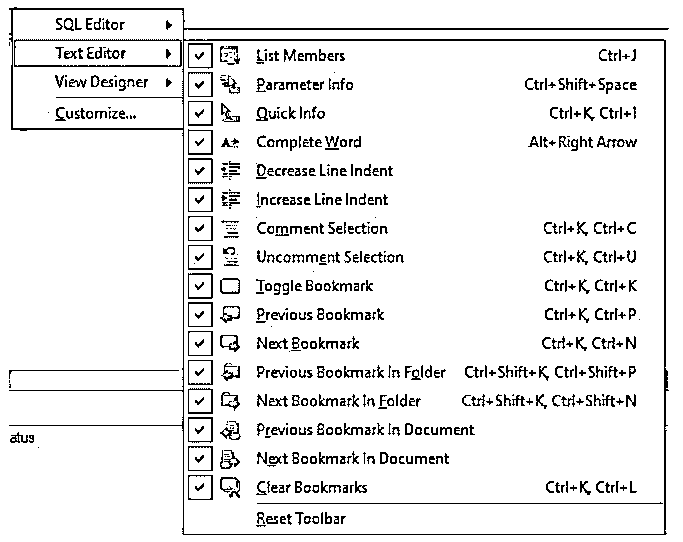 SQL Editor
Text Editor
View Designer
Customize...
List Members Ctrl+J
Parameter Info Ctrl+Shift+Space
Quick Info Ctrl+K, Ctrl+I
Complete Word Alt+Right Arrow
Decrease Line Indent
Increase Line Indent
Comment Selection Ctrl+K, Ctrl+C
Uncomment Selection Ctrl+K, Ctrl+U
Toggle Bookmark Ctrl+K, Ctrl+K
Previous Bookmark Ctrl+K, Ctrl+P
Next Bookmark Ctrl+K, Ctrl+N
Previous Bookmark In Folder Ctrl+Shift+K, Ctrl+Shift+P
Next Bookmark In Folder Ctrl+Shift+K, Ctrl+Shift+N
Previous Bookmark In Document
atus
Next Bookmark In Document
Clear Bookmarks Ctrl+K, Ctrl+L
Reset Toolbar